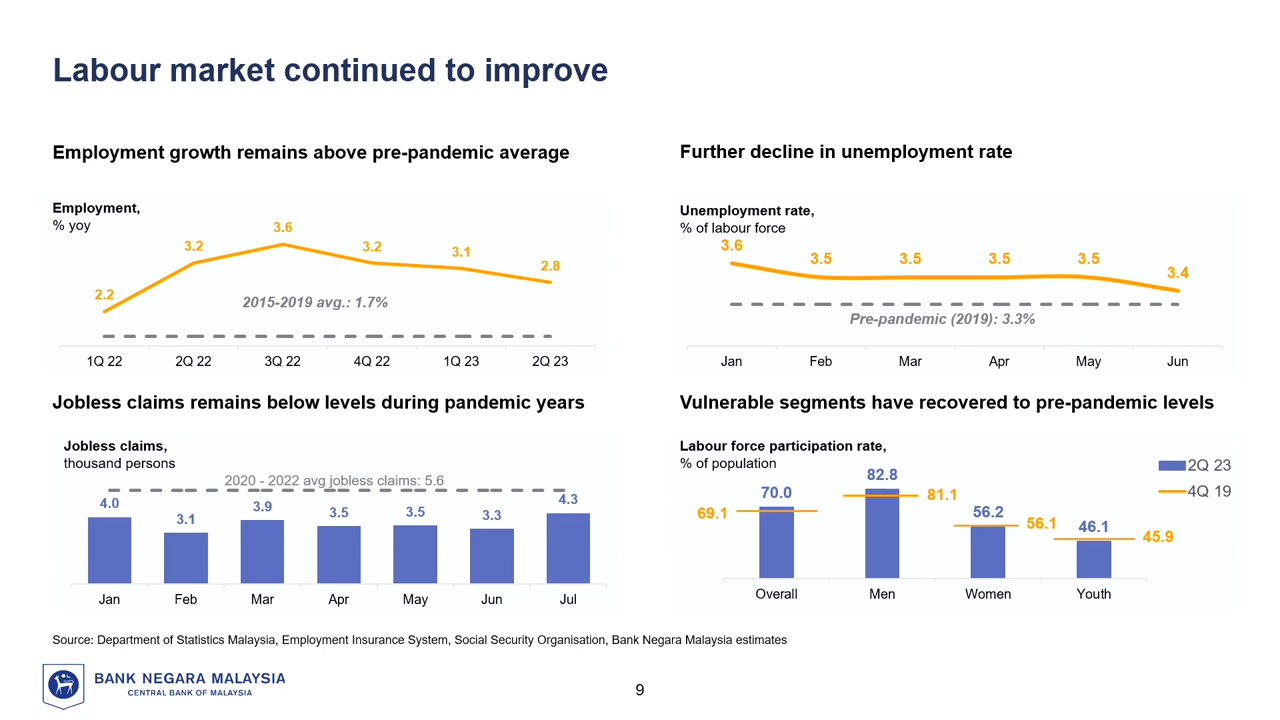 Labour market continued to improve
Employment growth remains above pre-pandemic average
Employment,
% yoy
2.2
3.2
3.6
3.2
3.1
2.8
2015-2019 avg.: 1.7%
1Q 22
2Q 22
3Q 22
4Q 22
1Q 23
2Q 23
Further decline in unemployment rate
Unemployment rate,
% of labour force
3.6
3.5
3.5
3.5
3.5
3.4
Pre-pandemic (2019): 3.3%
Jan
Feb
Mar
Apr
May
Jun
Jobless claims remains below levels during pandemic years
Jobless claims,
thousand persons
2020 - 2022 avg jobless claims: 5.6
4.0
3.1
3.9
3.5
3.5
3.3
4.3
Jan
Feb
Mar
Apr
May
Jun
Jul
Vulnerable segments have recovered to pre-pandemic levels
Labour force participation rate,
% of population
2Q 23
4Q 19
69.1
70.0
82.8
81.1
56.2
56.1
46.1
45.9
Overall
Men
Women
Youth
Source: Department of Statistics Malaysia, Employment Insurance System, Social Security Organisation, Bank Negara Malaysia estimates
BANK NEGARA MALAYSIA
CENTRAL BANK OF MALAYSIA
9